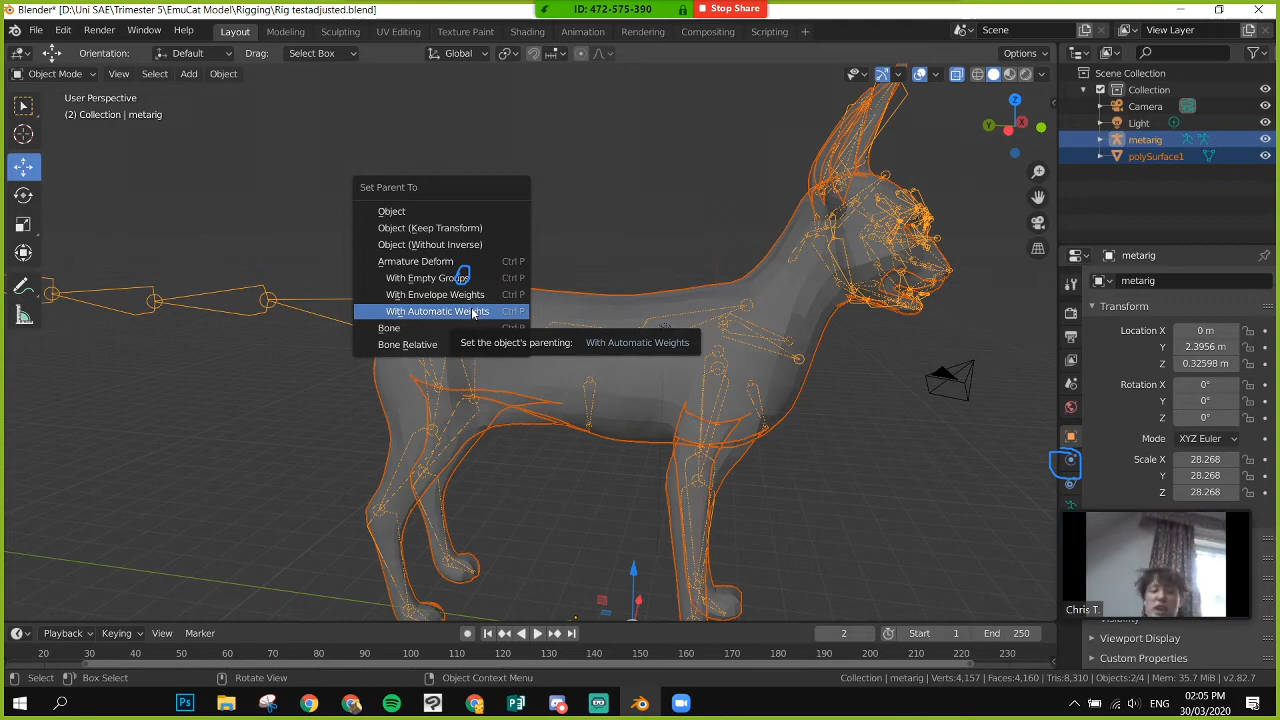 Blender* [D:\Uni SAE\Trimester 5\EmuCat Model\Rigging\Rig testadjusted.blend]
ID: 472-575-390
Stop Share
File Edit Render Window Help
Layout Modeling Sculpting UV Editing Texture Paint Shading Animation Rendering Compositing Scripting +
Scene
View Layer
Orientation: Default Drag: Select Box
Global
Options
Object Mode View Select Add Object
User Perspective
(2) Collection | metarig
Z
Y
X
Scene Collection
Collection
Camera
Light
metarig
polySurface1
Set Parent To
Object
Object (Keep Transform)
Object (Without Inverse)
Armature Deform Ctrl P
With Empty Groups Ctrl P
With Envelope Weights Ctrl P
With Automatic Weights Ctrl P
Bone Ctrl P
Bone Relative
Set the object's parenting: With Automatic Weights
metarig
metarig
Transform
Location X 0 m
Y 2.3956 m
Z 0.32598 m
Rotation X 0°
Y 0°
Z 0°
Mode XYZ Euler
Scale X 28.268
Y 28.268
Z 28.268
Chris T.
Visibility
Viewport Display
Custom Properties
Playback Keying View Marker
2
Start 1
End 250
20 30 40 50 60 70 80 90 100 110 120 130 140 150 160 170 180 190 200 210 220 230
Select Box Select Rotate View Object Context Menu
Collection | metarig | Verts:4,157 | Faces:4,160 | Tris:8,310 | Objects:2/4 | Mem: 35.7 MiB | v2.82.7
Ps
ENG
02:05 PM
30/03/2020